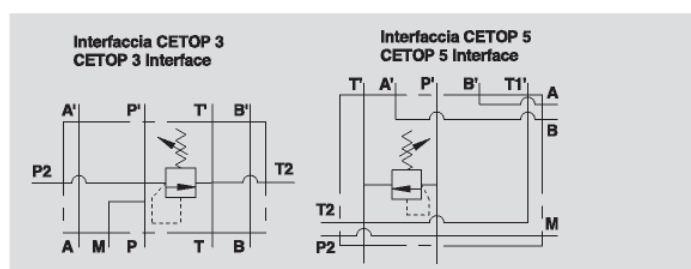 Interfaccia CETOP 3
CETOP 3 Interface
A' P' T' B'
P2 T2
A M P T B
Interfaccia CETOP 5
CETOP 5 Interface
T' A' P' B' T1'
A
B
T2
M
P2